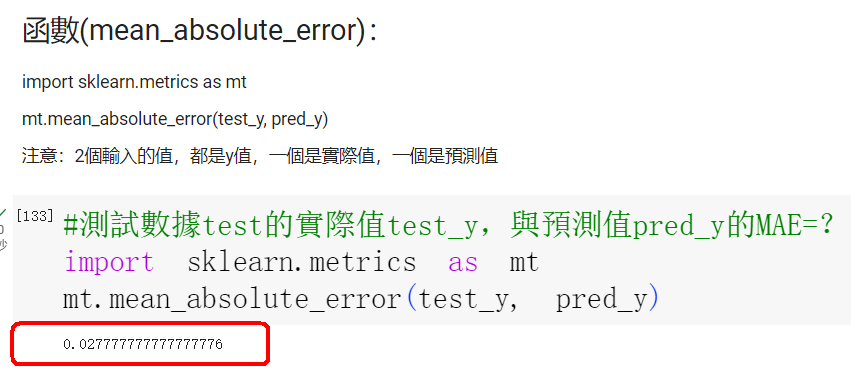 函數(mean_absolute_error)：
import sklearn.metrics as mt
mt.mean_absolute_error(test_y, pred_y)
注意：2個輸入的值，都是y值，一個是實際值，一個是預測值
[133] #測試數據test的實際值test_y，與預測值pred_y的MAE=？
0
秒
import sklearn.metrics as mt
mt.mean_absolute_error(test_y, pred_y)
0.027777777777777776